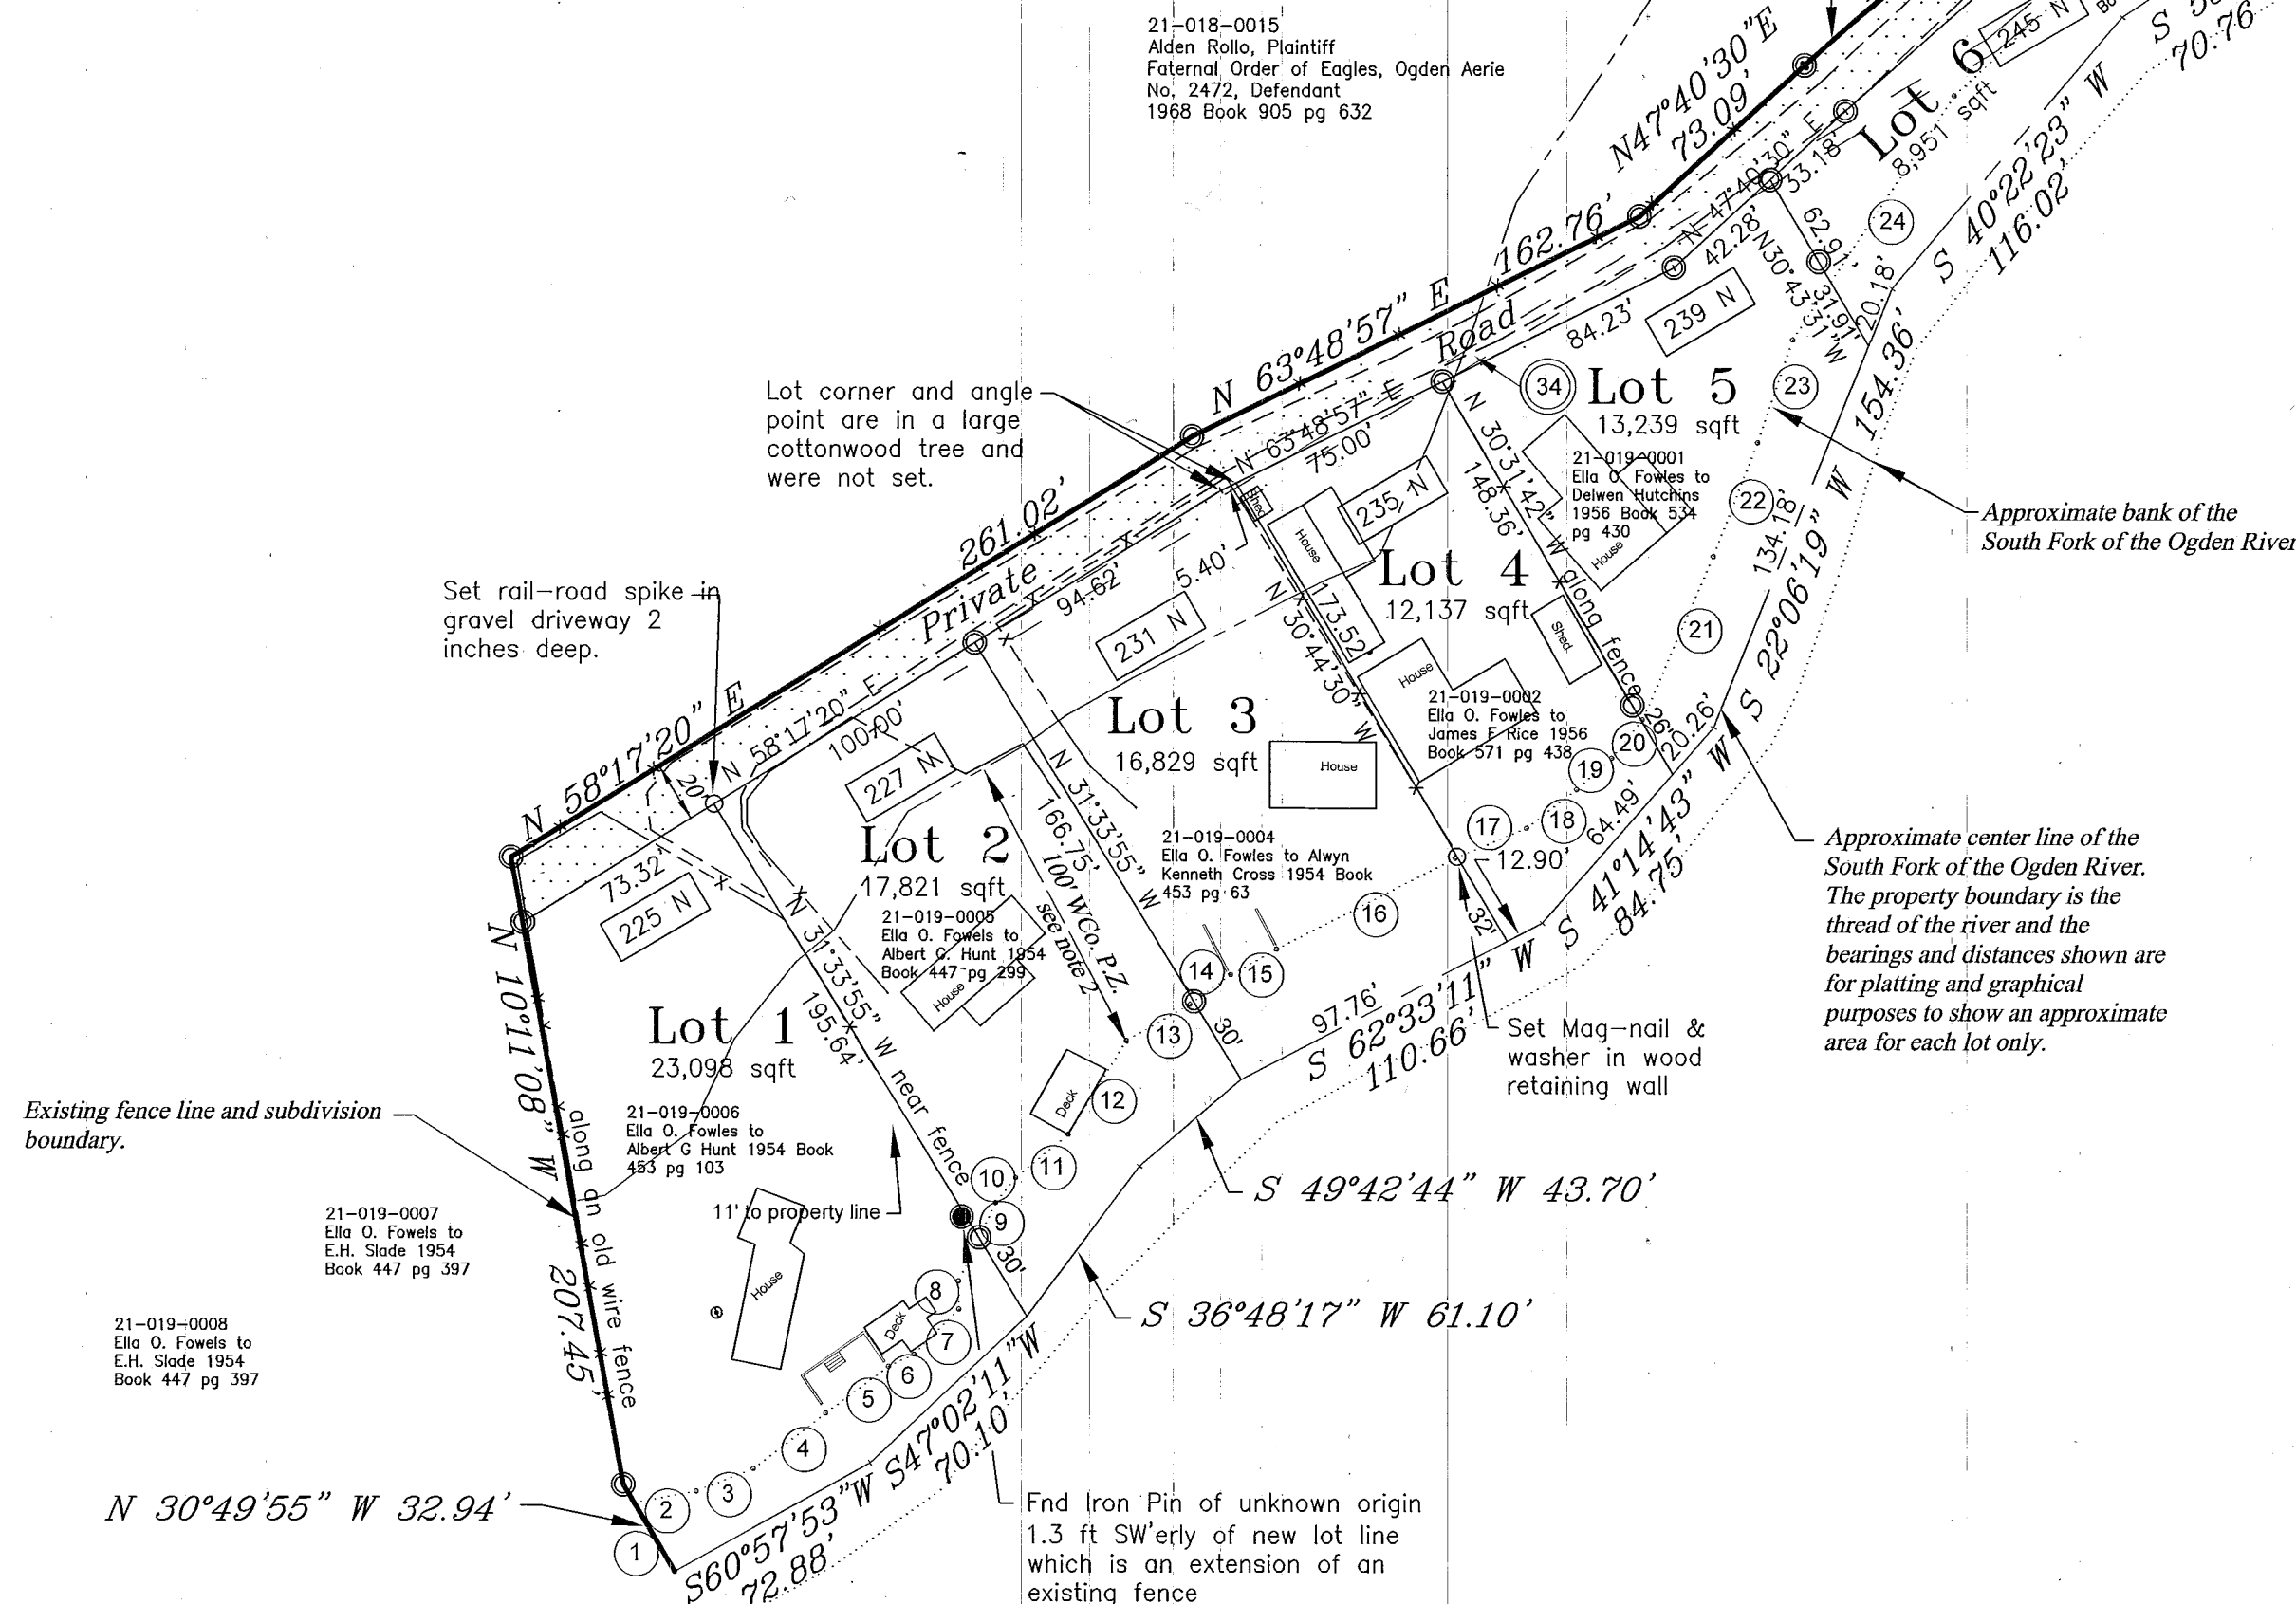 21-018-0015
Alden Rollo, Plaintiff
Faternal Order of Eagles, Ogden Aerie
No. 2472, Defendant
1968 Book 905 pg 632
N47°40'30"E
73.09'
245 N
70.76
Lot 6
8,951 sqft
S 40°22'23" W
116.02'
N 47°40'30" E
33.18'
42.28'
62.91'
N30°43'31"W
31.91'
20.18'
24
162.76'
N 63°48'57" E
Road
84.23'
239 N
Lot corner and angle
point are in a large
cottonwood tree and
were not set.
N 63°48'57" E
75.00'
34
Lot 5
13,239 sqft
21-019-0001
Ella O. Fowles to
Delwen Hutchins
1956 Book 534
pg 430
House
23
22
21
154.36'
S 22°06'19" W
134.18'
Approximate bank of the
South Fork of the Ogden River
N 30°31'42" W along fence
148.36'
26'
235 N
Shed
House
Lot 4
12,137 sqft
Shed
House
21-019-0002
Ella O. Fowles to
James F Rice 1956
Book 571 pg 438
261.02'
Private
94.62'
5.40'
231 N
N 30°44'30" W
173.52'
Set rail-road spike in
gravel driveway 2
inches deep.
Lot 3
16,829 sqft
House
21-019-0004
Ella O. Fowles to Alwyn
Kenneth Cross 1954 Book
453 pg 63
20
19
18
17
16
15
14
20.26'
64.49'
12.90'
32'
S 41°14'43" W
84.75'
Approximate center line of the
South Fork of the Ogden River.
The property boundary is the
thread of the river and the
bearings and distances shown are
for platting and graphical
purposes to show an approximate
area for each lot only.
N 58°17'20" E
N 58°17'20" E
100.00'
20'
227 N
N 31°33'55" W
166.75'
100' WCo. P.Z.
see note 2
Lot 2
17,821 sqft
21-019-0005
Ella O. Fowels to
Albert G. Hunt 1954
Book 447 pg 299
House
73.32'
225 N
N 31°33'55" W near fence
195.64'
13
30'
97.76'
S 62°33'11" W
110.66'
Set Mag-nail &
washer in wood
retaining wall
N 10°11'08" W 207.45'
along an old wire fence
Lot 1
23,098 sqft
21-019-0006
Ella O. Fowles to
Albert G Hunt 1954 Book
453 pg 103
Deck
12
11
10
9
30'
Existing fence line and subdivision
boundary.
11' to property line
S 49°42'44" W 43.70'
21-019-0007
Ella O. Fowels to
E.H. Slade 1954
Book 447 pg 397
House
S 36°48'17" W 61.10'
21-019-0008
Ella O. Fowels to
E.H. Slade 1954
Book 447 pg 397
Deck
8
7
6
5
4
3
2
1
N 30°49'55" W 32.94'
S47°02'11"W
70.10'
S60°57'53"W
72.88'
Fnd Iron Pin of unknown origin
1.3 ft SW'erly of new lot line
which is an extension of an
existing fence